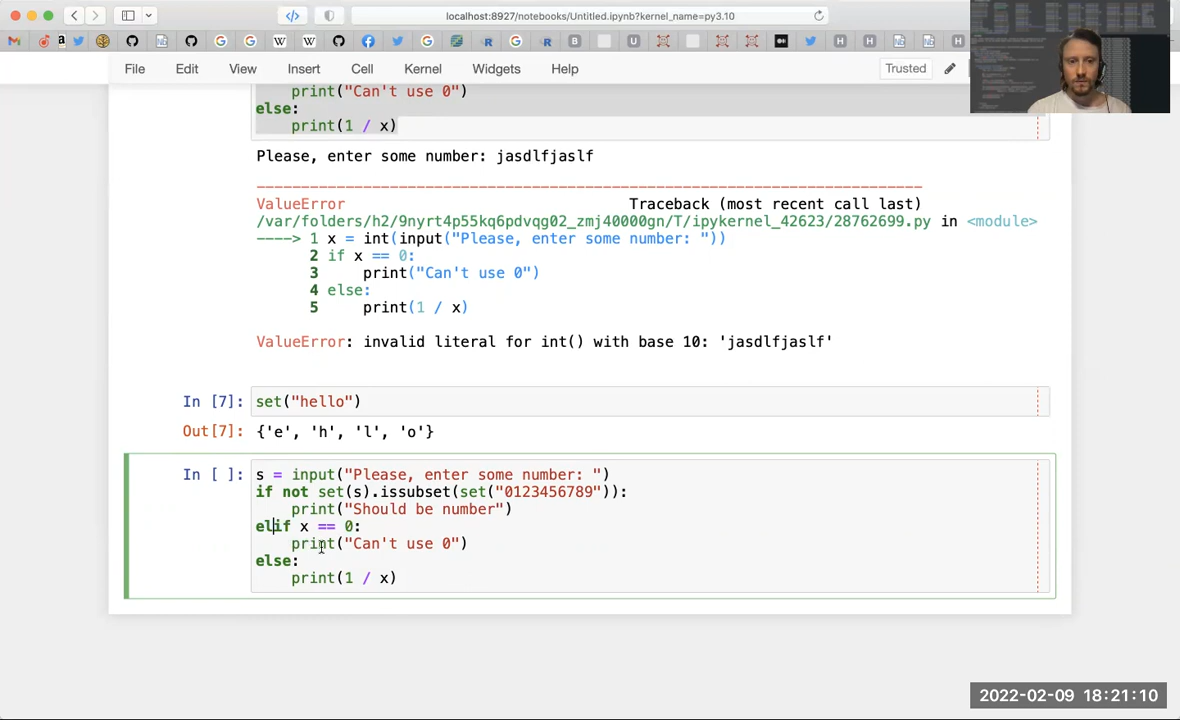 localhost:8927/notebooks/Untitled.ipynb?kernel_name=py3.10
File Edit View Insert Cell Kernel Widgets Help Trusted
print("Can't use 0")
else:
print(1 / x)
Please, enter some number: jasdlfjaslf
---------------------------------------------------------------------------
ValueError Traceback (most recent call last)
/var/folders/h2/9nyrt4p55kq6pdvqg02_zmj40000gn/T/ipykernel_42623/28762699.py in <module>
----> 1 x = int(input("Please, enter some number: "))
2 if x == 0:
3 print("Can't use 0")
4 else:
5 print(1 / x)
ValueError: invalid literal for int() with base 10: 'jasdlfjaslf'
In [7]: set("hello")
Out[7]: {'e', 'h', 'l', 'o'}
In [ ]: s = input("Please, enter some number: ")
if not set(s).issubset(set("0123456789")):
print("Should be number")
elif x == 0:
print("Can't use 0")
else:
print(1 / x)
2022-02-09 18:21:10